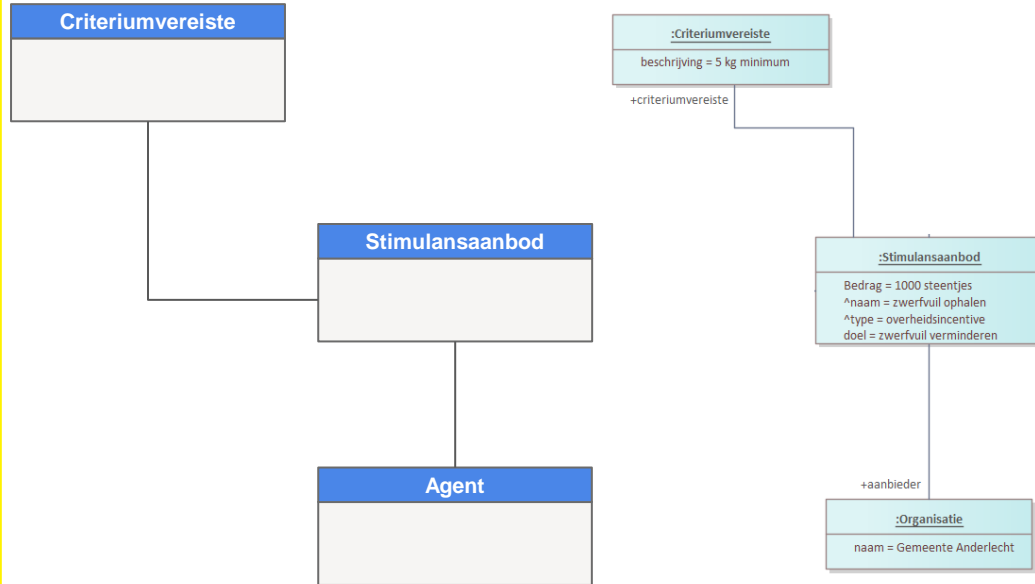 Criteriumvereiste
Stimulansaanbod
Agent
:Criteriumvereiste
beschrijving = 5 kg minimum
+criteriumvereiste
:Stimulansaanbod
Bedrag = 1000 steentjes
^naam = zwerfvuil ophalen
^type = overheidsincentive
doel = zwerfvuil verminderen
+aanbieder
:Organisatie
naam = Gemeente Anderlecht